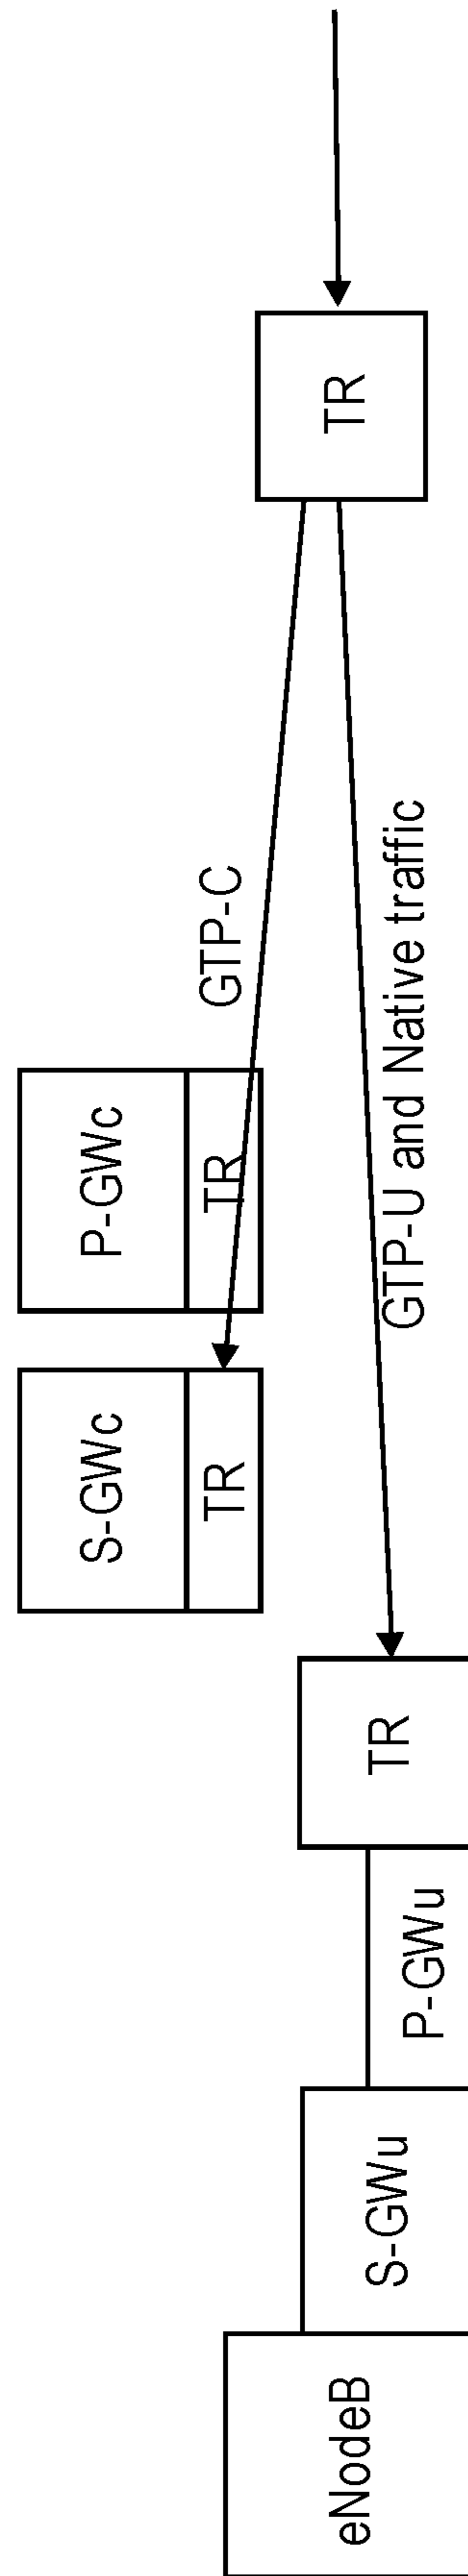 S-GWc
P-GWc
TR
TR
GTP-C
TR
eNodeB
S-GWu
P-GWu
TR
GTP-U and Native traffic